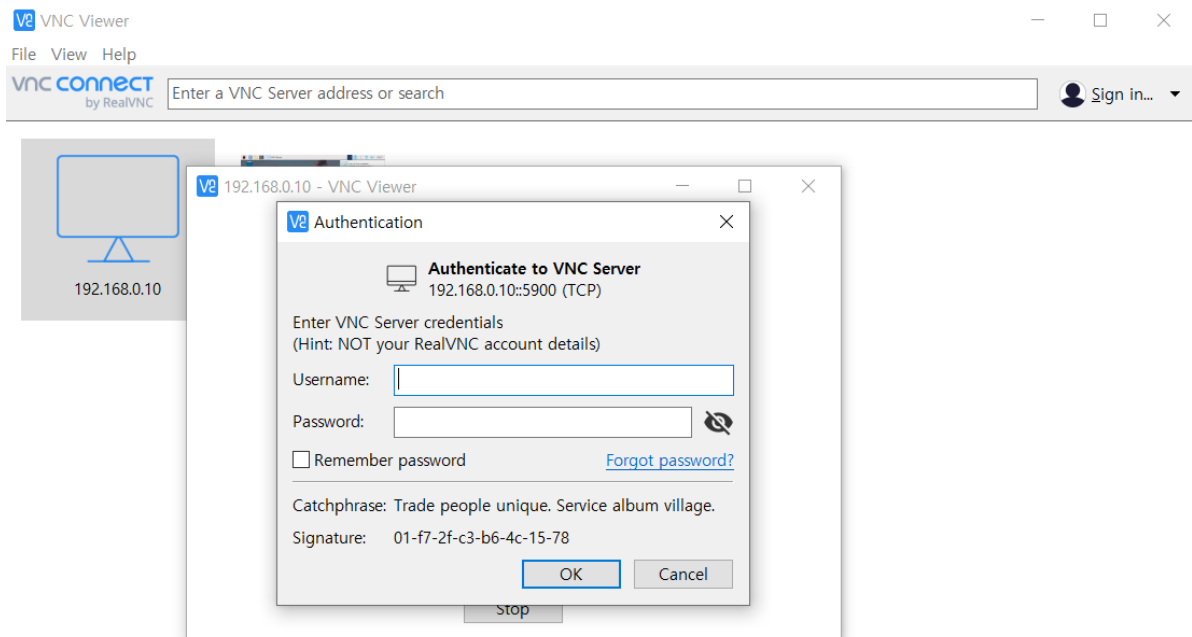 VNC Viewer
File View Help
vnc connect
by RealVNC
Enter a VNC Server address or search
Sign in...
192.168.0.10
192.168.0.10 - VNC Viewer
Authentication
Authenticate to VNC Server
192.168.0.10::5900 (TCP)
Enter VNC Server credentials
(Hint: NOT your RealVNC account details)
Username:
Password:
Remember password Forgot password?
Catchphrase: Trade people unique. Service album village.
Signature: 01-f7-2f-c3-b6-4c-15-78
OK Cancel
Stop